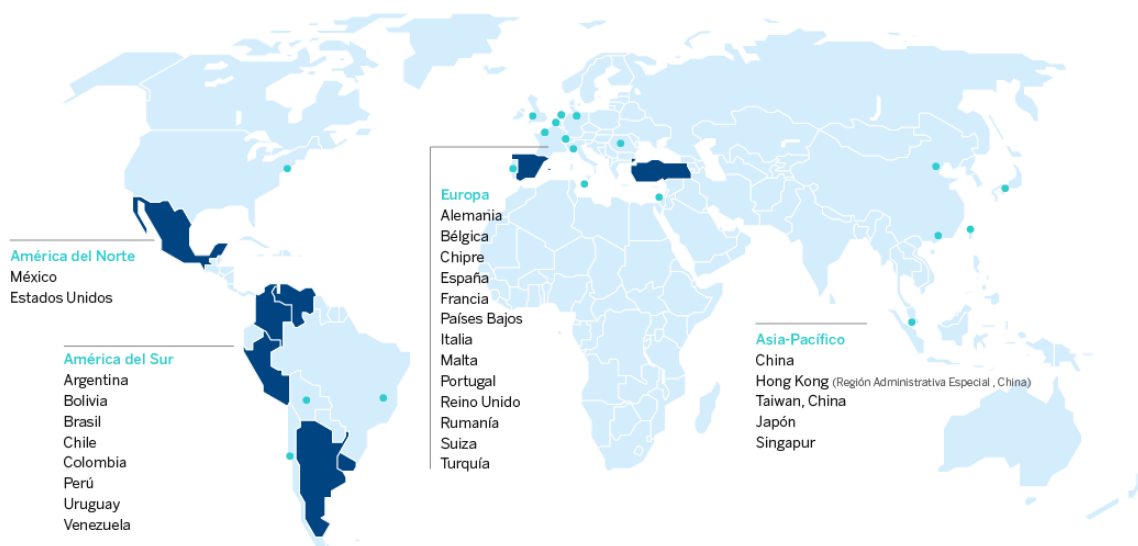 América del Norte
México
Estados Unidos
América del Sur
Argentina
Bolivia
Brasil
Chile
Colombia
Perú
Uruguay
Venezuela
Europa
Alemania
Bélgica
Chipre
España
Francia
Países Bajos
Italia
Malta
Portugal
Reino Unido
Rumanía
Suiza
Turquía
Asia-Pacífico
China
Hong Kong (Región Administrativa Especial , China)
Taiwan, China
Japón
Singapur